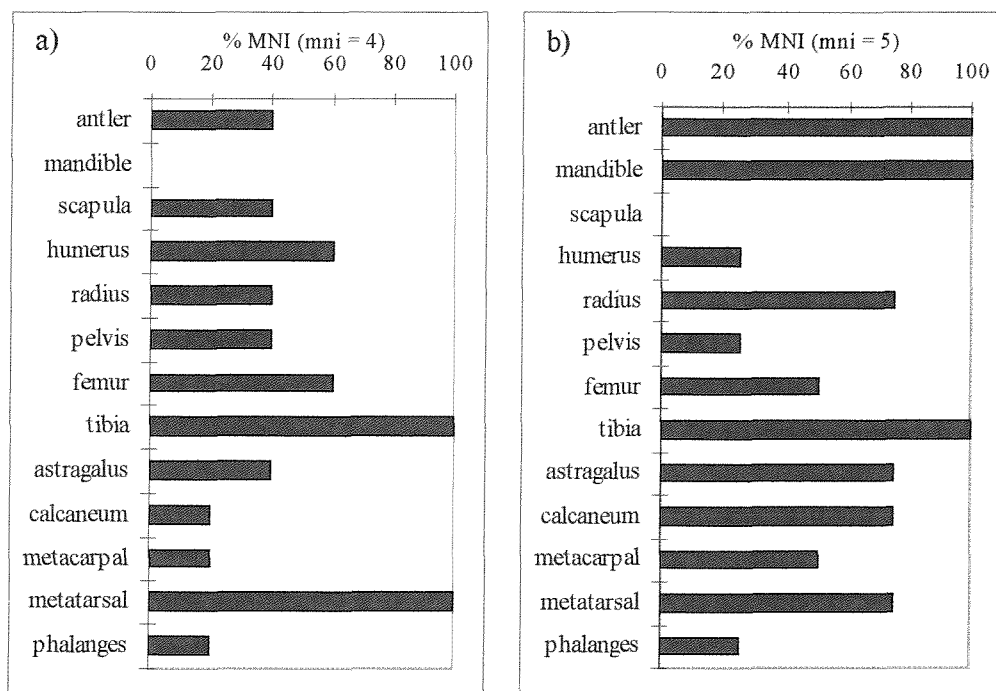 a)
% MNI (mni = 4)
0 20 40 60 80 100
antler
mandible
scapula
humerus
radius
pelvis
femur
tibia
astragalus
calcaneum
metacarpal
metatarsal
phalanges
b)
% MNI (mni = 5)
0 20 40 60 80 100
antler
mandible
scapula
humerus
radius
pelvis
femur
tibia
astragalus
calcaneum
metacarpal
metatarsal
phalanges